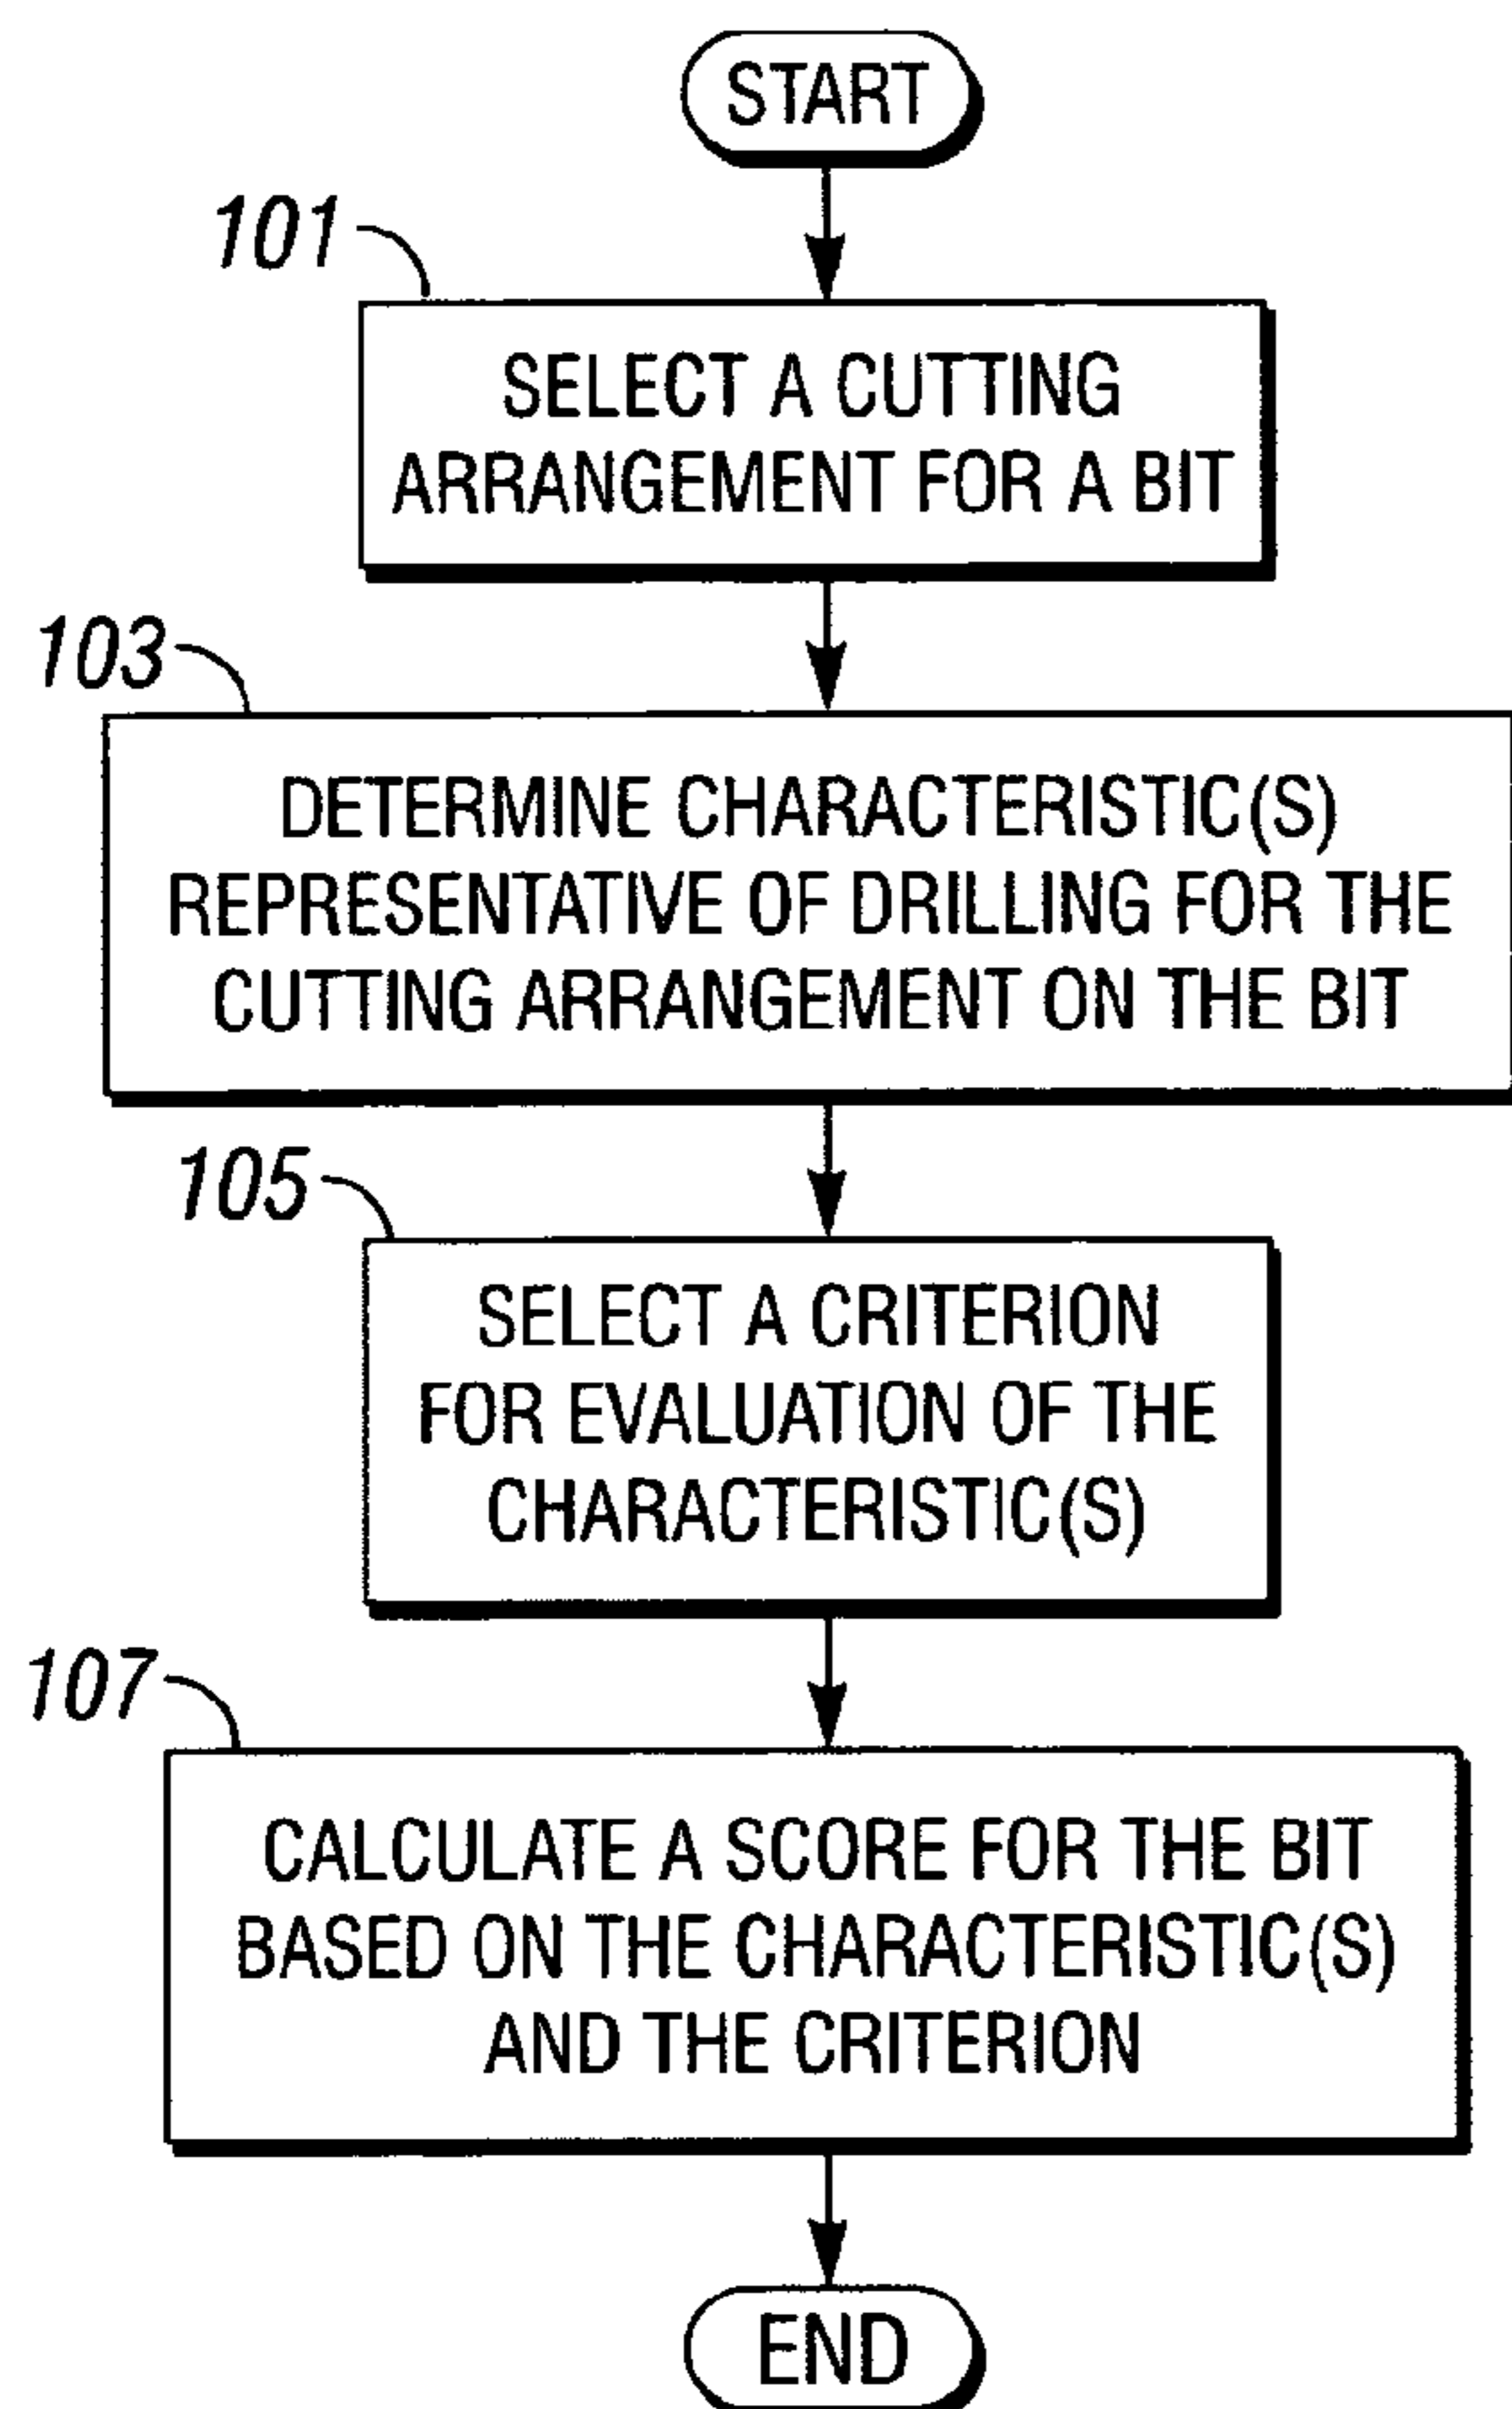 START
101
SELECT A CUTTING
ARRANGEMENT FOR A BIT
103
DETERMINE CHARACTERISTIC(S)
REPRESENTATIVE OF DRILLING FOR THE
CUTTING ARRANGEMENT ON THE BIT
105
SELECT A CRITERION
FOR EVALUATION OF THE
CHARACTERISTIC(S)
107
CALCULATE A SCORE FOR THE BIT
BASED ON THE CHARACTERISTIC(S)
AND THE CRITERION
END